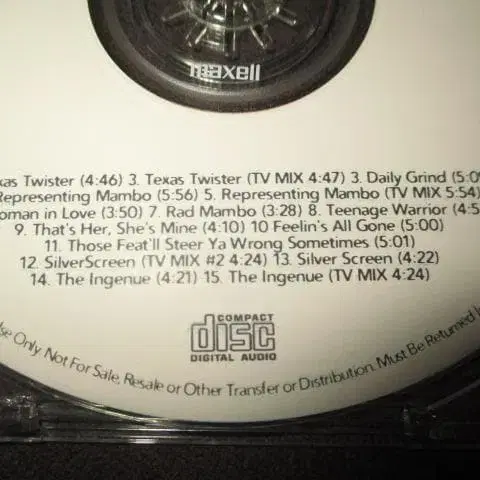 maxell
xas Twister (4:46) 3. Texas Twister (TV MIX 4:47) 3. Daily Grind (5:0
Representing Mambo (5:56) 5. Representing Mambo (TV MIX 5:54)
oman in Love (3:50) 7. Rad Mambo (3:28) 8. Teenage Warrior (4:5
9. That's Her, She's Mine (4:10) 10 Feelin's All Gone (5:00)
11. Those Feat'll Steer Ya Wrong Sometimes (5:01)
12. SilverScreen (TV MIX #2 4:24) 13. Silver Screen (4:22)
14. The Ingenue (4:21) 15. The Ingenue (TV MIX 4:24)
COMPACT
disc
DIGITAL AUDIO
se Only. Not For Sale, Resale or Other Transfer or Distribution. Must Be Returned